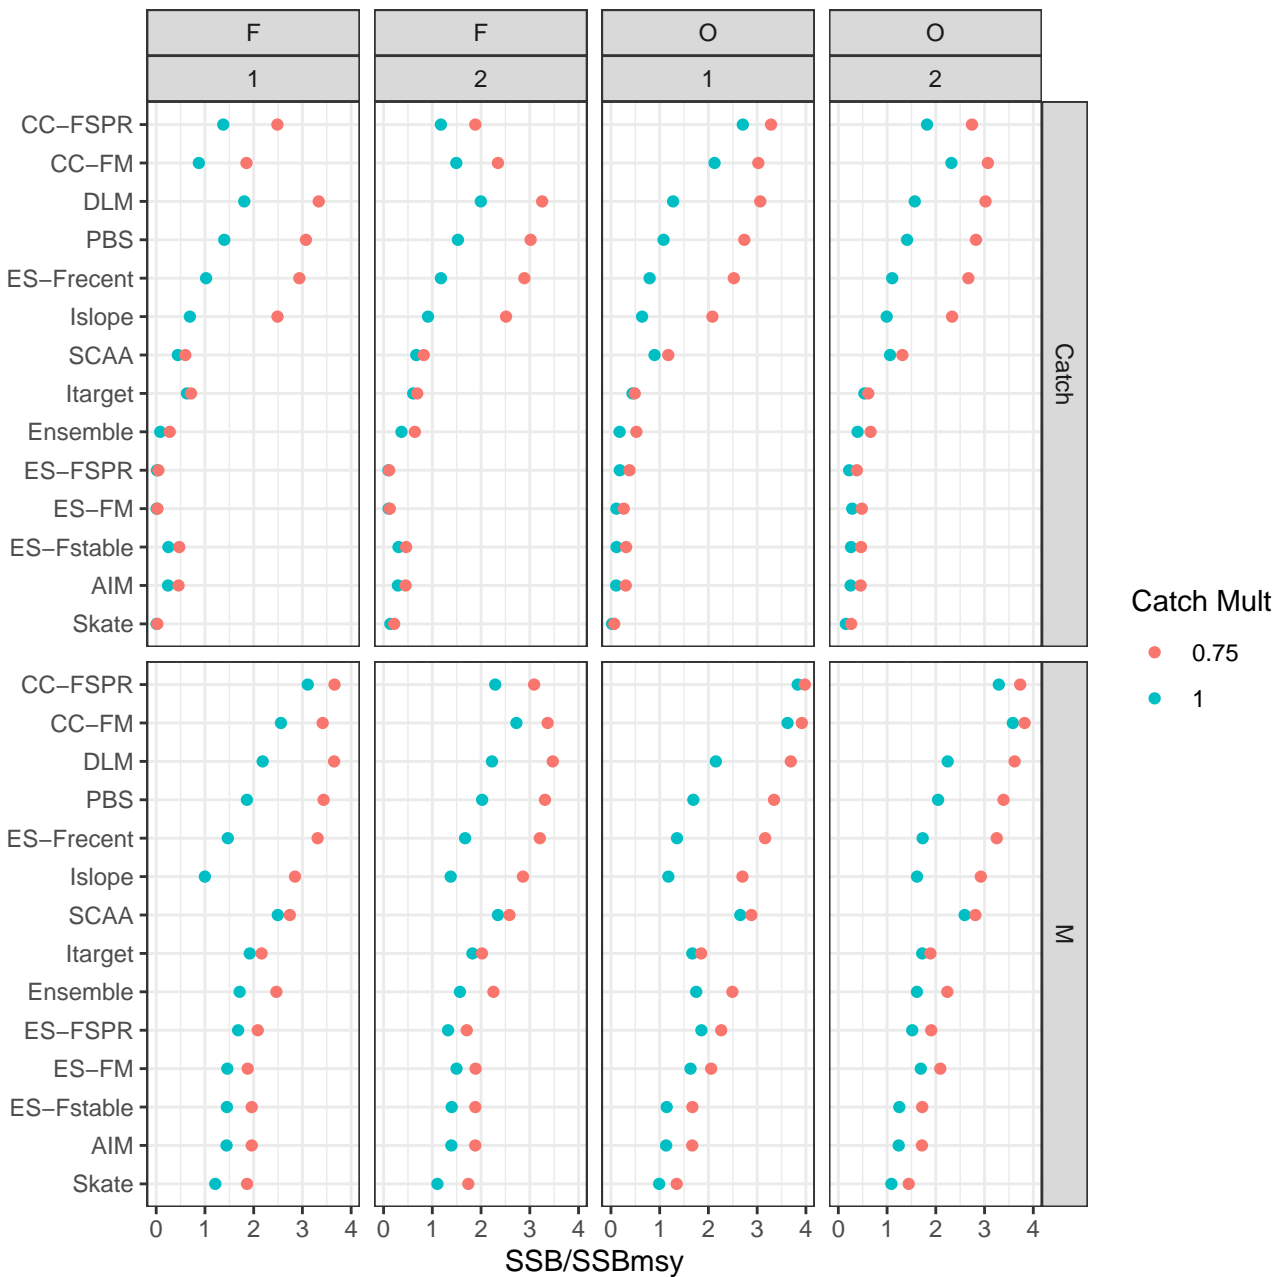 F F O O
1 2 1 2
CC−FSPR
CC−FM
DLM
PBS
ES−Frecent
Islope
SCAA
Itarget
Ensemble
ES−FSPR
ES−FM
ES−Fstable
AIM
Skate
Catch
CC−FSPR
CC−FM
DLM
PBS
ES−Frecent
Islope
SCAA
Itarget
Ensemble
ES−FSPR
ES−FM
ES−Fstable
AIM
Skate
M
0 1 2 3 4 0 1 2 3 4 0 1 2 3 4 0 1 2 3 4
SSB/SSBmsy
Catch Mult
0.75
1